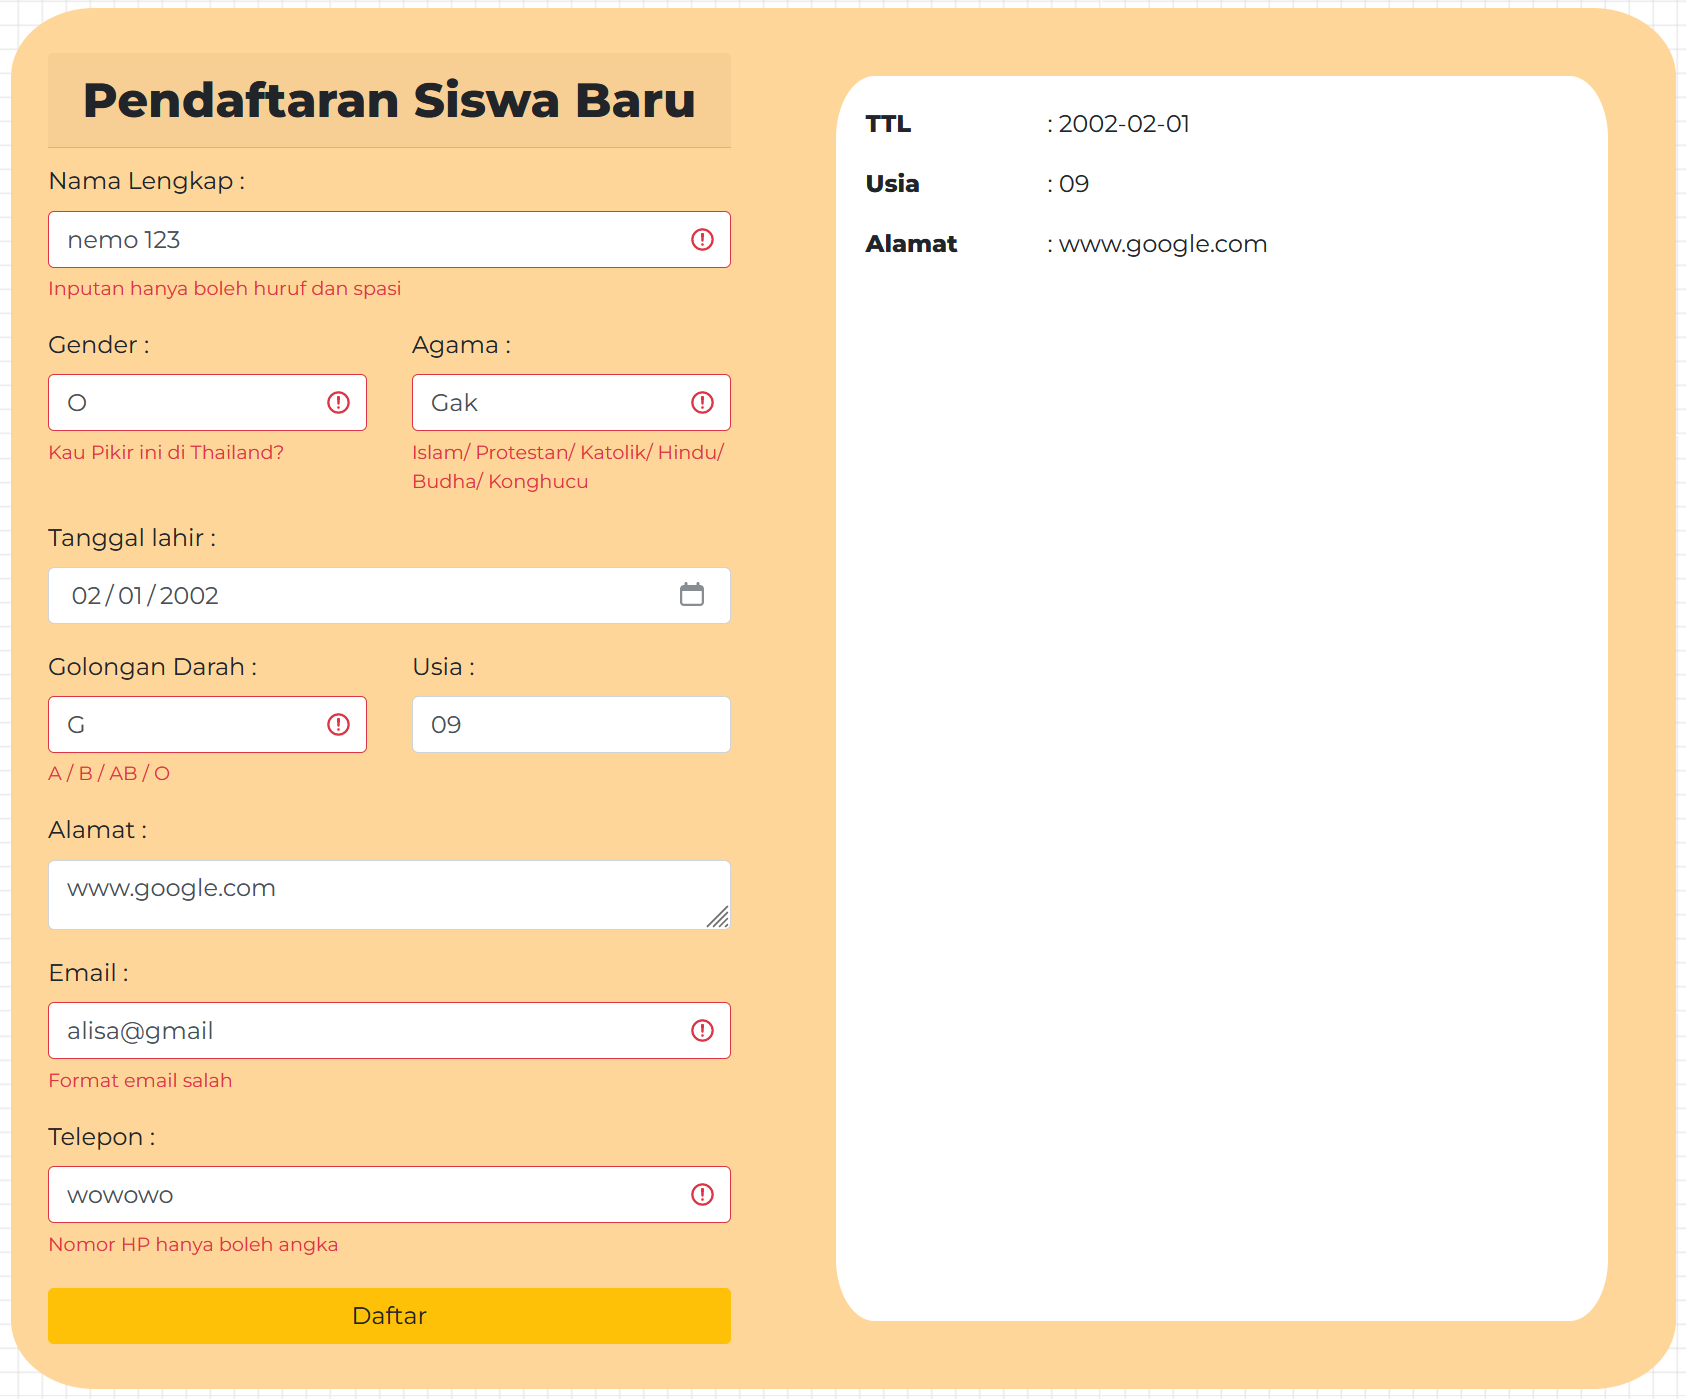 Pendaftaran Siswa Baru
Nama Lengkap :
nemo 123
Inputan hanya boleh huruf dan spasi
Gender :
O
Kau Pikir ini di Thailand?
Agama :
Gak
Islam/ Protestan/ Katolik/ Hindu/
Budha/ Konghucu
Tanggal lahir :
02/01/2002
Golongan Darah :
G
A / B / AB / O
Usia :
09
Alamat :
www.google.com
Email :
alisa@gmail
Format email salah
Telepon :
wowowo
Nomor HP hanya boleh angka
Daftar
TTL : 2002-02-01
Usia : 09
Alamat : www.google.com